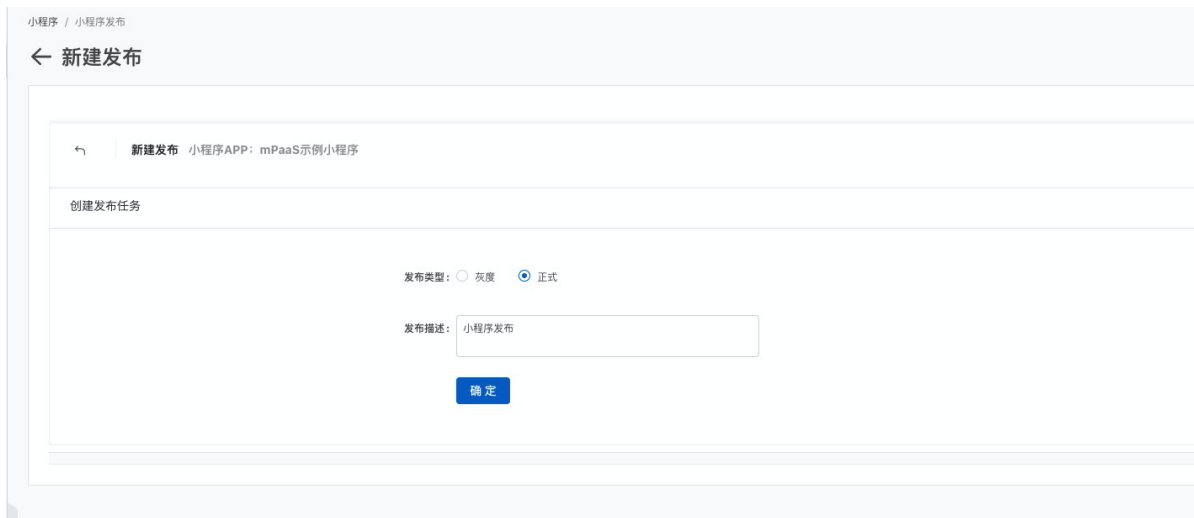 小程序 / 小程序发布
← 新建发布
新建发布 小程序APP：mPaaS示例小程序
创建发布任务
发布类型： 灰度 正式
发布描述： 小程序发布
确 定